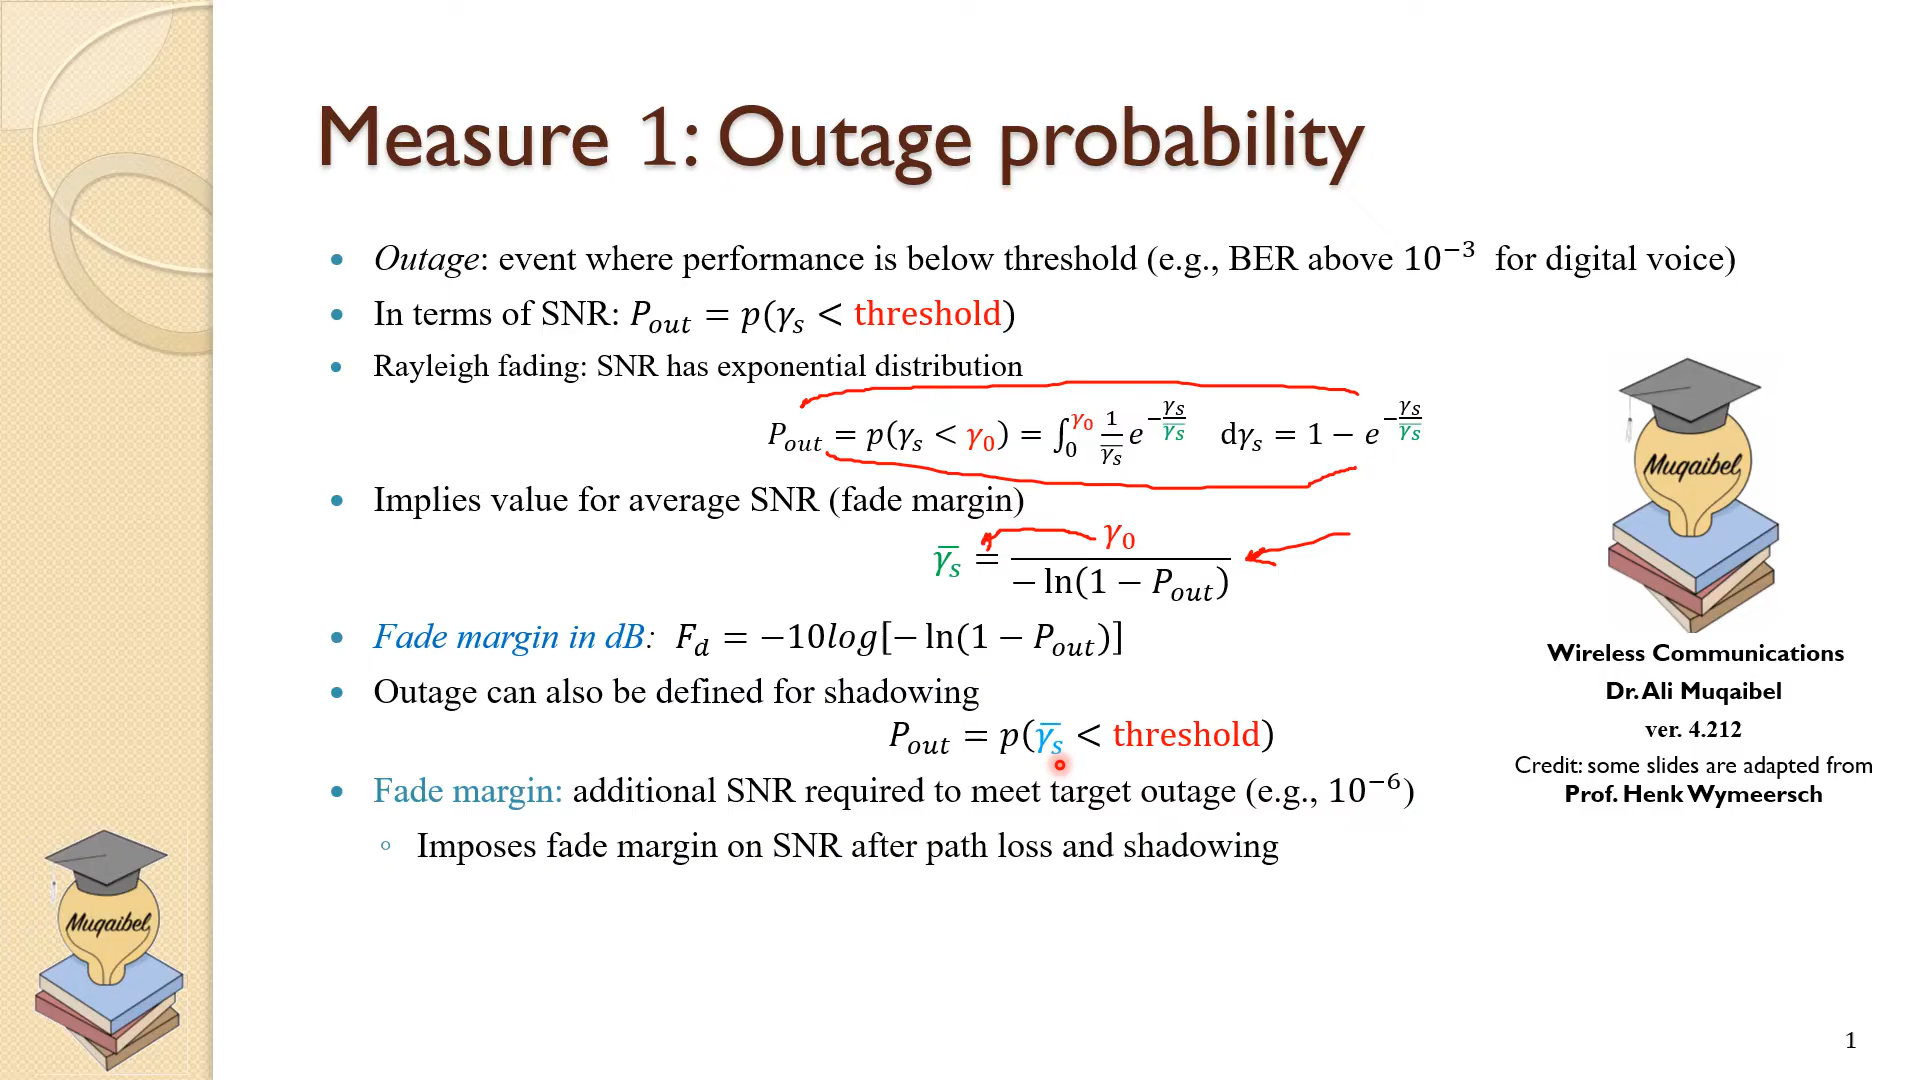 Measure 1: Outage probability
• Outage: event where performance is below threshold (e.g., BER above 10⁻³ for digital voice)
• In terms of SNR: P_out = p(γ_s < threshold)
• Rayleigh fading: SNR has exponential distribution
P_out = p(γ_s < γ_0) = ∫_0^{γ_0} (1/γ̅_s) e^{−γ_s/γ̅_s} dγ_s = 1 − e^{−γ_s/γ̅_s}
• Implies value for average SNR (fade margin)
γ̅_s = γ_0 / (−ln(1 − P_out))
• Fade margin in dB: F_d = −10log[−ln(1 − P_out)]
• Outage can also be defined for shadowing
P_out = p(γ̅_s < threshold)
• Fade margin: additional SNR required to meet target outage (e.g., 10⁻⁶)
◦ Imposes fade margin on SNR after path loss and shadowing
Muqaibel
Wireless Communications
Dr. Ali Muqaibel
ver. 4.212
Credit: some slides are adapted from
Prof. Henk Wymeersch
Muqaibel
1